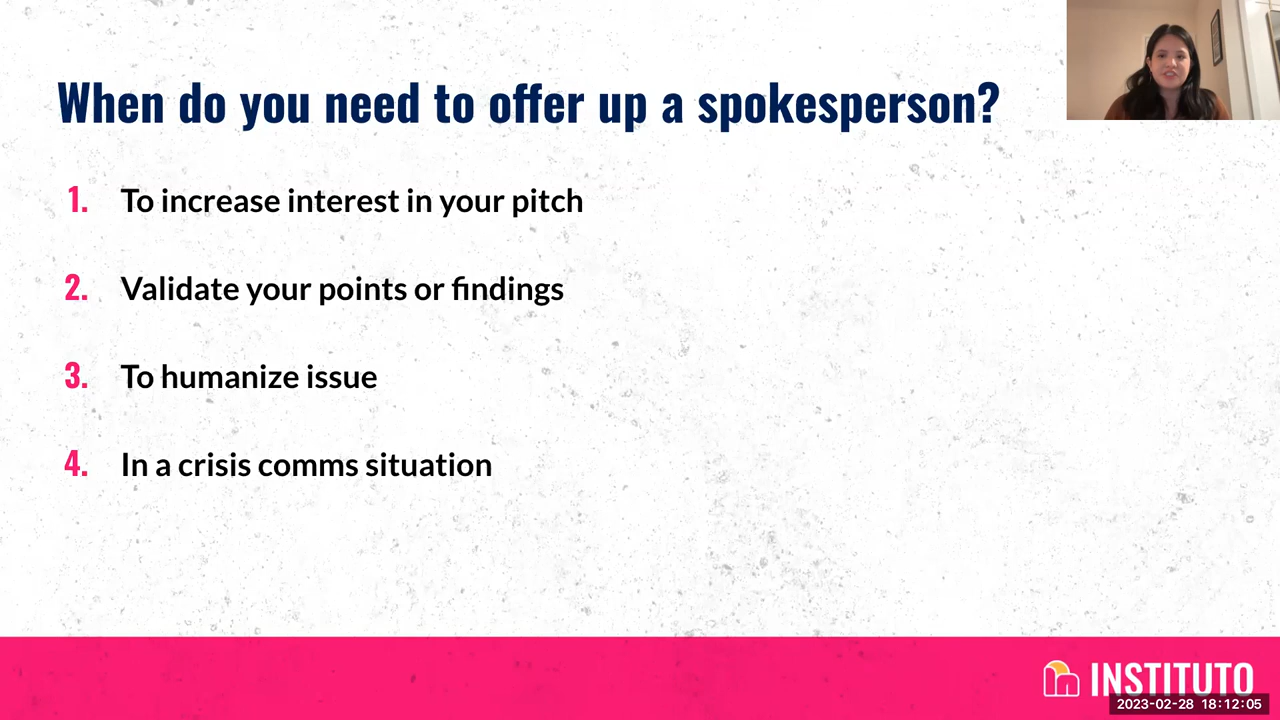 When do you need to offer up a spokesperson?
1. To increase interest in your pitch
2. Validate your points or findings
3. To humanize issue
4. In a crisis comms situation
INSTITUTO
2023-02-28 18:12:05